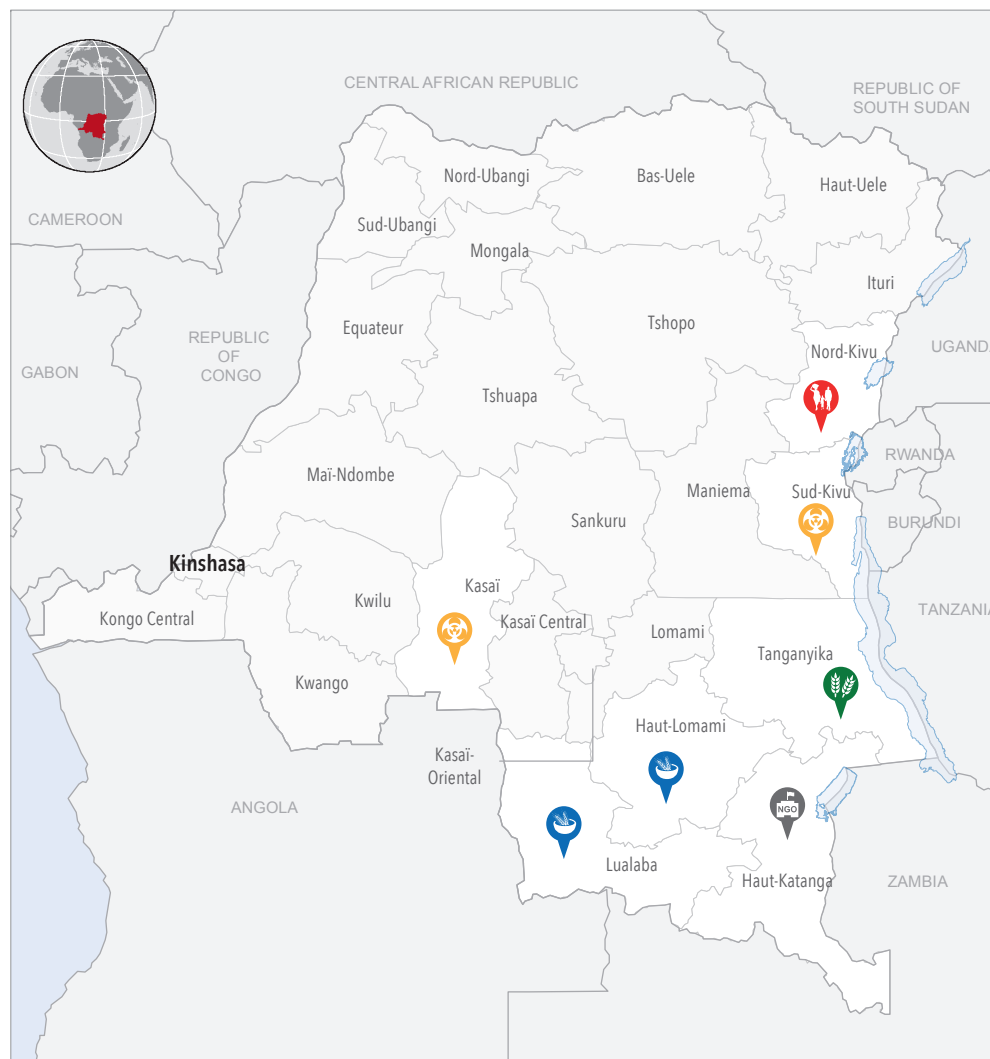 CENTRAL AFRICAN REPUBLIC
REPUBLIC OF
SOUTH SUDAN
Nord-Ubangi
Bas-Uele
Haut-Uele
CAMEROON
Sud-Ubangi
Mongala
Ituri
Equateur
Tshopo
REPUBLIC
OF
CONGO
Nord-Kivu
UGANDA
GABON
Tshuapa
RWANDA
Maï-Ndombe
Maniema
Sud-Kivu
Sankuru
BURUNDI
Kinshasa
Kasaï
Kwilu
Kongo Central
Kasaï Central
TANZANIA
Lomami
Tanganyika
Kwango
Haut-Lomami
Kasaï-
Oriental
ANGOLA
NGO
Lualaba
Haut-Katanga
ZAMBIA